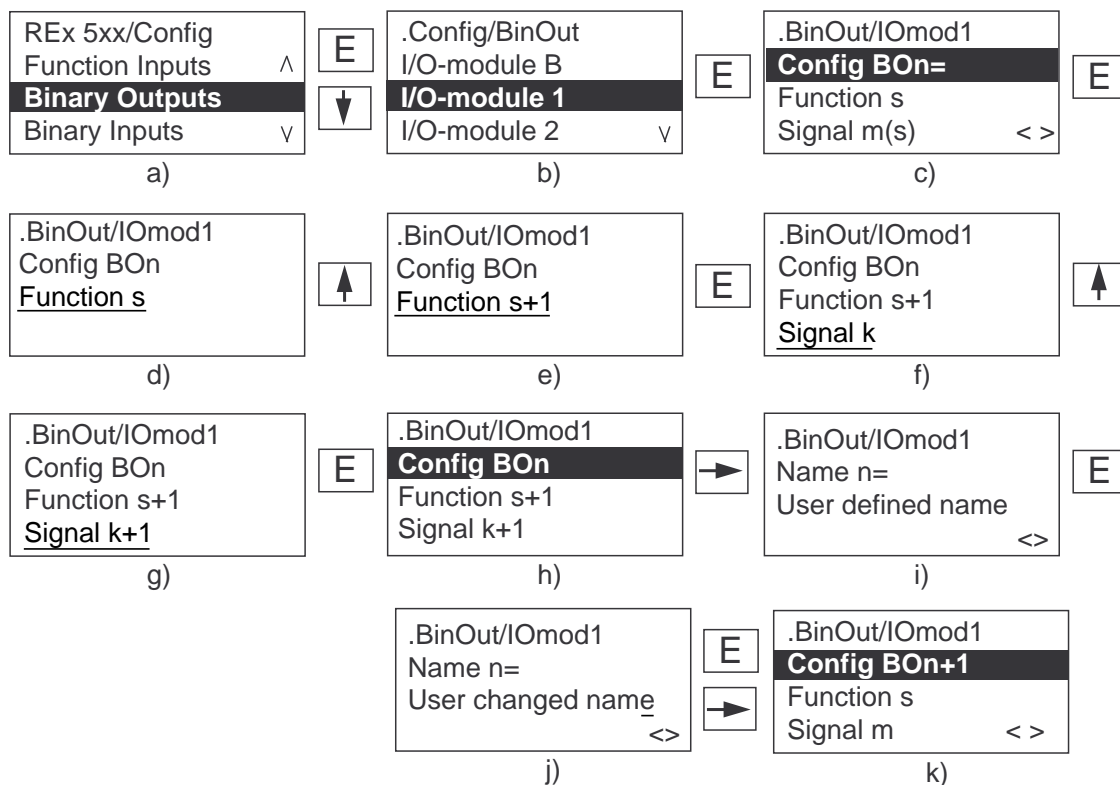 REx 5xx/Config
Function Inputs ∧
Binary Outputs
Binary Inputs ∨
E
a)
.Config/BinOut
I/O-module B
I/O-module 1
I/O-module 2 ∨
E
b)
.BinOut/IOmod1
Config BOn=
Function s
Signal m(s) < >
E
c)
.BinOut/IOmod1
Config BOn
Function s
d)
.BinOut/IOmod1
Config BOn
Function s+1
E
e)
.BinOut/IOmod1
Config BOn
Function s+1
Signal k
f)
.BinOut/IOmod1
Config BOn
Function s+1
Signal k+1
E
g)
.BinOut/IOmod1
Config BOn
Function s+1
Signal k+1
h)
.BinOut/IOmod1
Name n=
User defined name
<>
E
i)
.BinOut/IOmod1
Name n=
User changed name
<>
E
j)
.BinOut/IOmod1
Config BOn+1
Function s
Signal m < >
k)